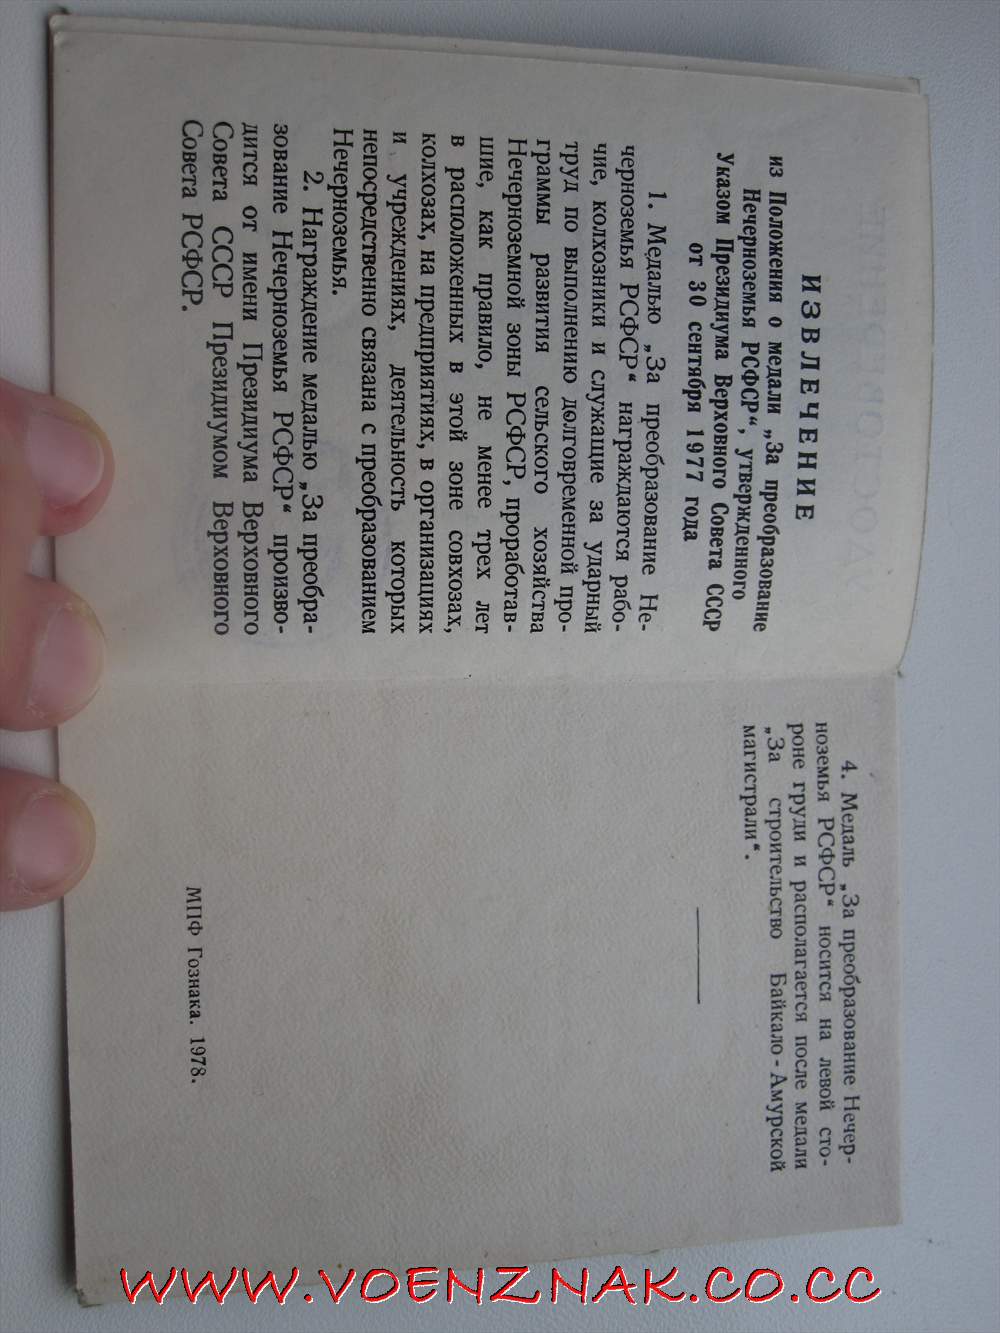 ИЗВЛЕЧЕНИЕ
из Положения о медали „За преобразование
Нечерноземья РСФСР“, утвержденного
Указом Президиума Верховного Совета СССР
от 30 сентября 1977 года
1. Медалью „За преобразование Не-
черноземья РСФСР“ награждаются рабо-
чие, колхозники и служащие за ударный
труд по выполнению долговременной про-
граммы развития сельского хозяйства
Нечерноземной зоны РСФСР, проработав-
шие, как правило, не менее трех лет
в расположенных в этой зоне совхозах,
колхозах, на предприятиях, в организациях
и учреждениях, деятельность которых
непосредственно связана с преобразованием
Нечерноземья.
2. Награждение медалью „За преобра-
зование Нечерноземья РСФСР“ произво-
дится от имени Президиума Верховного
Совета СССР Президиумом Верховного
Совета РСФСР.
4. Медаль „За преобразование Нечер-
ноземья РСФСР“ носится на левой сто-
роне груди и располагается после медали
„За строительство Байкало-Амурской
магистрали“.
МПФ Гознака. 1978.
WWW.VOENZNAK.CO.CC